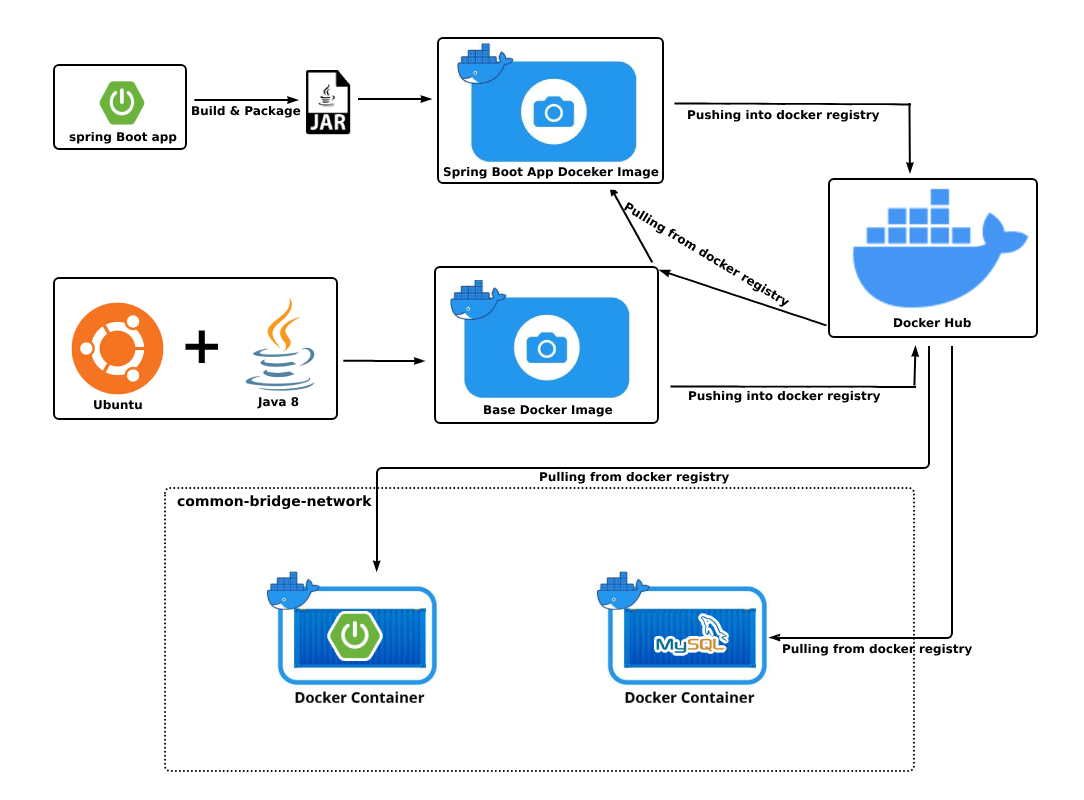 spring Boot app
Build & Package
JAR
Spring Boot App Doceker Image
Pushing into docker registry
Pulling from docker registry
Docker Hub
Ubuntu
+
Java 8
Base Docker Image
Pushing into docker registry
Pulling from docker registry
common-bridge-network
MySQL
Pulling from docker registry
Docker Container
Docker Container